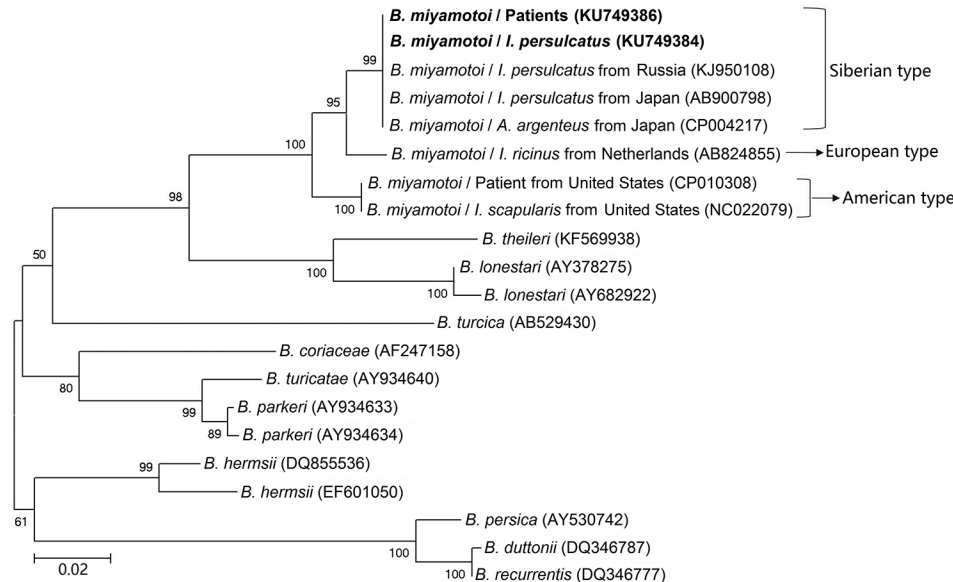 B. miyamotoi / Patients (KU749386)
B. miyamotoi / I. persulcatus (KU749384)
99
B. miyamotoi / I. persulcatus from Russia (KJ950108)
Siberian type
B. miyamotoi / I. persulcatus from Japan (AB900798)
95
B. miyamotoi / A. argenteus from Japan (CP004217)
100
B. miyamotoi / I. ricinus from Netherlands (AB824855)
European type
B. miyamotoi / Patient from United States (CP010308)
98
American type
100
B. miyamotoi / I. scapularis from United States (NC022079)
B. theileri (KF569938)
50
100
B. lonestari (AY378275)
100
B. lonestari (AY682922)
B. turcica (AB529430)
B. coriaceae (AF247158)
80
B. turicatae (AY934640)
99
B. parkeri (AY934633)
89
B. parkeri (AY934634)
99
B. hermsii (DQ855536)
B. hermsii (EF601050)
61
B. persica (AY530742)
100
B. duttonii (DQ346787)
100
B. recurrentis (DQ346777)
0.02